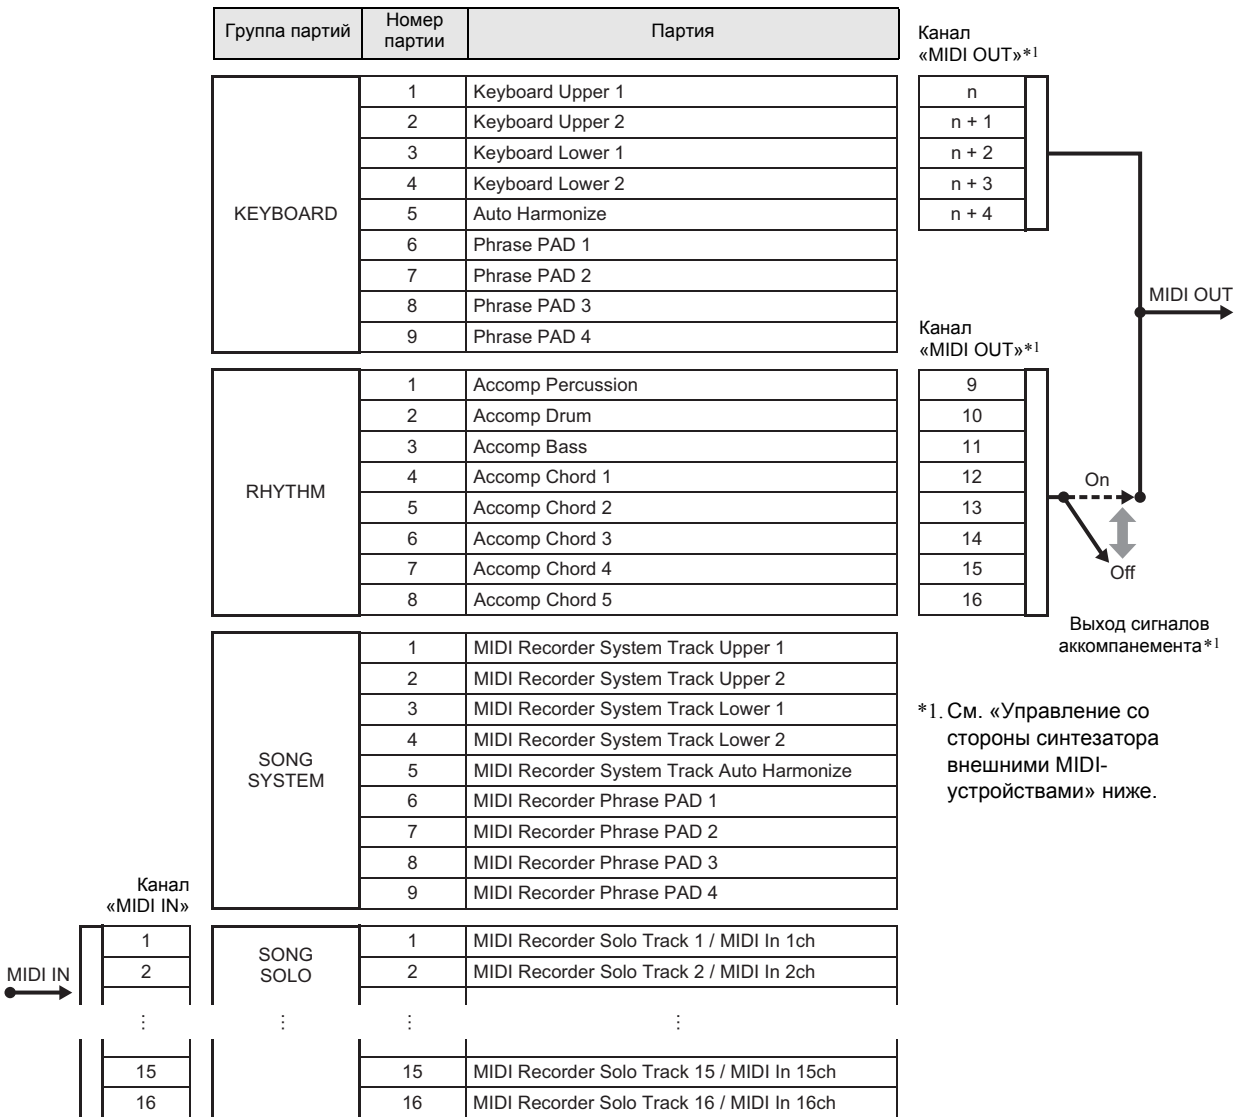 Группа партий
Номер
партии
Партия
Канал
«MIDI OUT»*1
KEYBOARD
1 Keyboard Upper 1 n
2 Keyboard Upper 2 n + 1
3 Keyboard Lower 1 n + 2
4 Keyboard Lower 2 n + 3
5 Auto Harmonize n + 4
6 Phrase PAD 1
7 Phrase PAD 2
8 Phrase PAD 3
9 Phrase PAD 4
MIDI OUT
Канал
«MIDI OUT»*1
RHYTHM
1 Accomp Percussion 9
2 Accomp Drum 10
3 Accomp Bass 11
4 Accomp Chord 1 12
5 Accomp Chord 2 13
6 Accomp Chord 3 14
7 Accomp Chord 4 15
8 Accomp Chord 5 16
On
Off
Выход сигналов
аккомпанемента*1
SONG
SYSTEM
1 MIDI Recorder System Track Upper 1
2 MIDI Recorder System Track Upper 2
3 MIDI Recorder System Track Lower 1
4 MIDI Recorder System Track Lower 2
5 MIDI Recorder System Track Auto Harmonize
6 MIDI Recorder Phrase PAD 1
7 MIDI Recorder Phrase PAD 2
8 MIDI Recorder Phrase PAD 3
9 MIDI Recorder Phrase PAD 4
*1. См. «Управление со
стороны синтезатора
внешними MIDI-
устройствами» ниже.
Канал
«MIDI IN»
MIDI IN
SONG
SOLO
1 1 MIDI Recorder Solo Track 1 / MIDI In 1ch
2 2 MIDI Recorder Solo Track 2 / MIDI In 2ch
⋮ ⋮ ⋮ ⋮
15 15 MIDI Recorder Solo Track 15 / MIDI In 15ch
16 16 MIDI Recorder Solo Track 16 / MIDI In 16ch